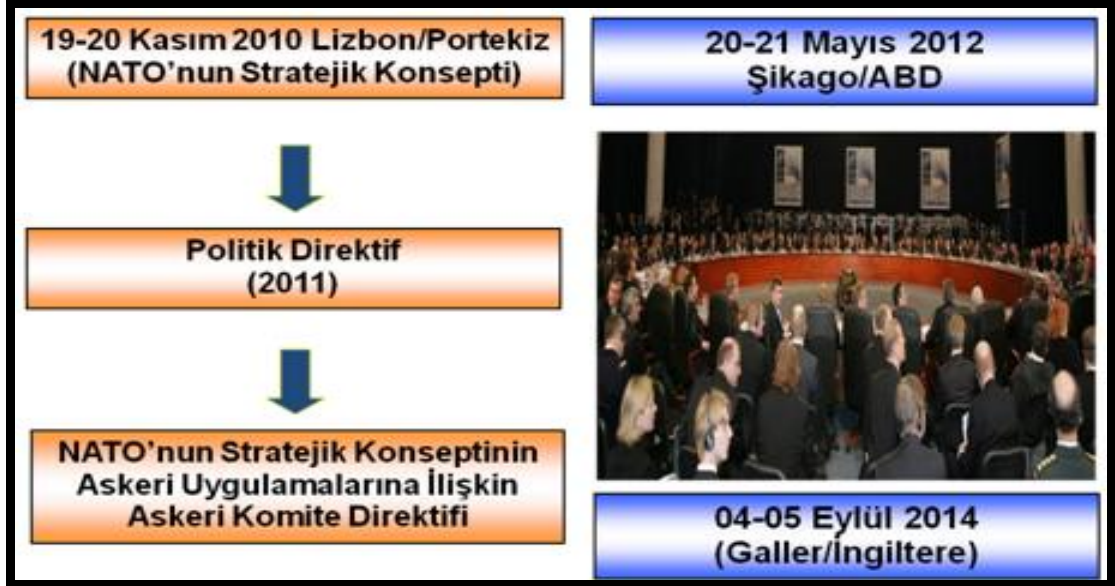 19-20 Kasım 2010 Lizbon/Portekiz
(NATO’nun Stratejik Konsepti)
Politik Direktif
(2011)
NATO’nun Stratejik Konseptinin
Askeri Uygulamalarına İlişkin
Askeri Komite Direktifi
20-21 Mayıs 2012
Şikago/ABD
04-05 Eylül 2014
(Galler/İngiltere)